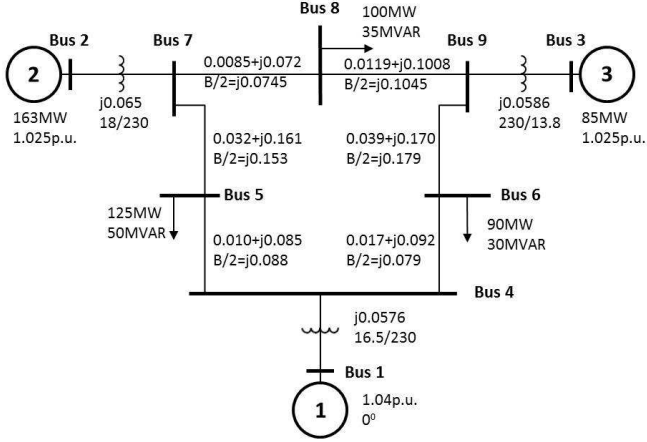 Bus 8
100MW
35MVAR
Bus 2
Bus 7
Bus 9
Bus 3
0.0085+j0.072
B/2=j0.0745
0.0119+j0.1008
B/2=j0.1045
2
3
j0.065
18/230
j0.0586
230/13.8
163MW
1.025p.u.
85MW
1.025p.u.
0.032+j0.161
B/2=j0.153
0.039+j0.170
B/2=j0.179
Bus 5
Bus 6
125MW
50MVAR
90MW
30MVAR
0.010+j0.085
B/2=j0.088
0.017+j0.092
B/2=j0.079
Bus 4
j0.0576
16.5/230
Bus 1
1
1.04p.u.
0⁰